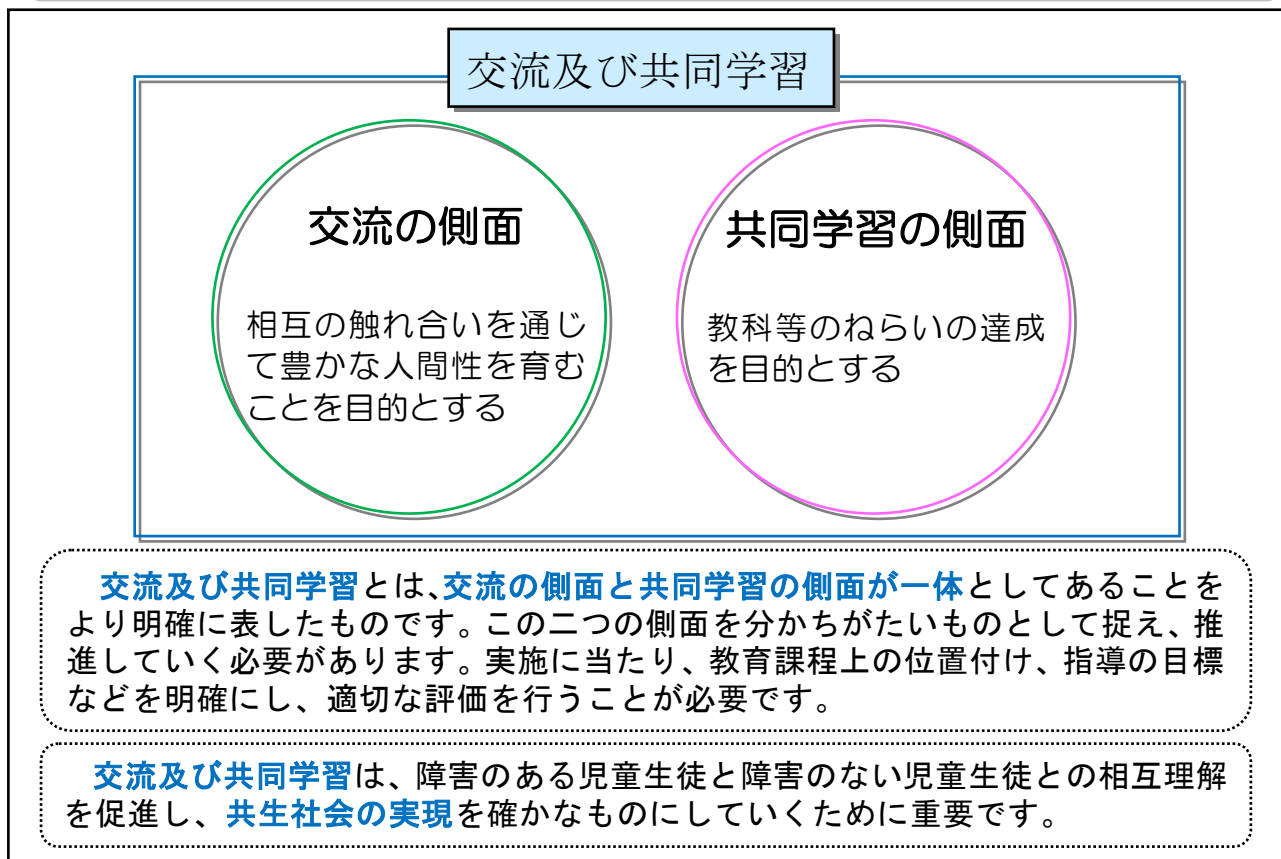 交流及び共同学習
交流の側面
相互の触れ合いを通じ
て豊かな人間性を育む
ことを目的とする
共同学習の側面
教科等のねらいの達成
を目的とする
交流及び共同学習とは、交流の側面と共同学習の側面が一体としてあることを
より明確に表したものです。この二つの側面を分かちがたいものとして捉え、推
進していく必要があります。実施に当たり、教育課程上の位置付け、指導の目標
などを明確にし、適切な評価を行うことが必要です。
交流及び共同学習は、障害のある児童生徒と障害のない児童生徒との相互理解
を促進し、共生社会の実現を確かなものにしていくために重要です。